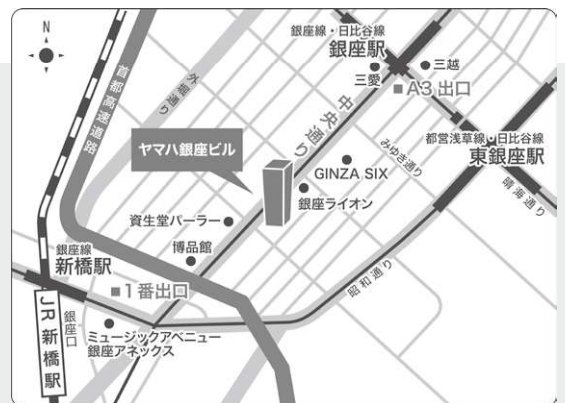 N
銀座線・日比谷線
銀座駅
三越
三愛
A3 出口
首都高速道路
外堀通り
中央通り
ヤマハ銀座ビル
都営浅草線・日比谷線
東銀座駅
みゆき通り
GINZA SIX
銀座ライオン
晴海通り
資生堂パーラー
博品館
銀座線
新橋駅
1番出口
昭和通り
銀座口
JR新橋駅
ミュージックアベニュー
銀座アネックス